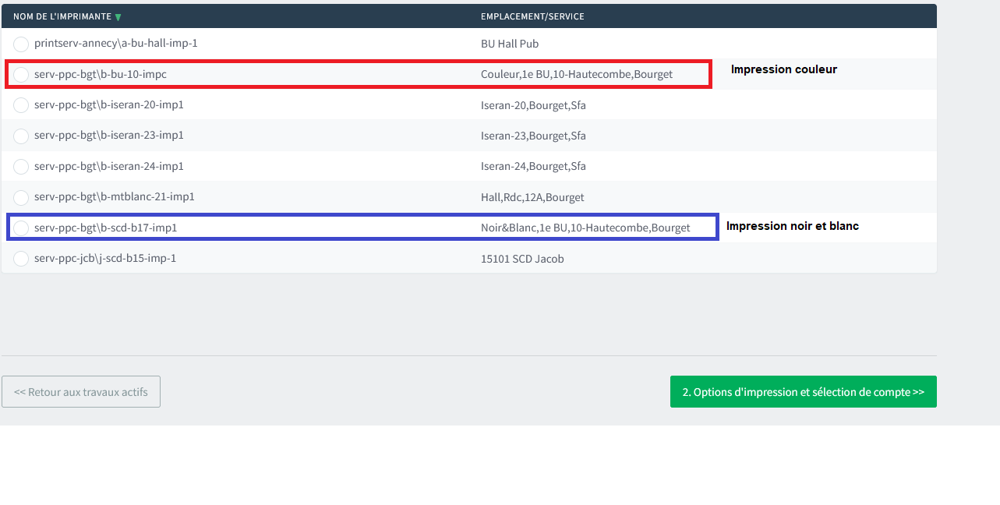 NOM DE L'IMPRIMANTE ▼ EMPLACEMENT/SERVICE
printserv-annecy\a-bu-hall-imp-1 BU Hall Pub
serv-ppc-bgt\b-bu-10-impc Couleur,1e BU,10-Hautecombe,Bourget Impression couleur
serv-ppc-bgt\b-iseran-20-imp1 Iseran-20,Bourget,Sfa
serv-ppc-bgt\b-iseran-23-imp1 Iseran-23,Bourget,Sfa
serv-ppc-bgt\b-iseran-24-imp1 Iseran-24,Bourget,Sfa
serv-ppc-bgt\b-mtblanc-21-imp1 Hall,Rdc,12A,Bourget
serv-ppc-bgt\b-scd-b17-imp1 Noir&Blanc,1e BU,10-Hautecombe,Bourget Impression noir et blanc
serv-ppc-jcb\j-scd-b15-imp-1 15101 SCD Jacob
<< Retour aux travaux actifs 2. Options d'impression et sélection de compte >>